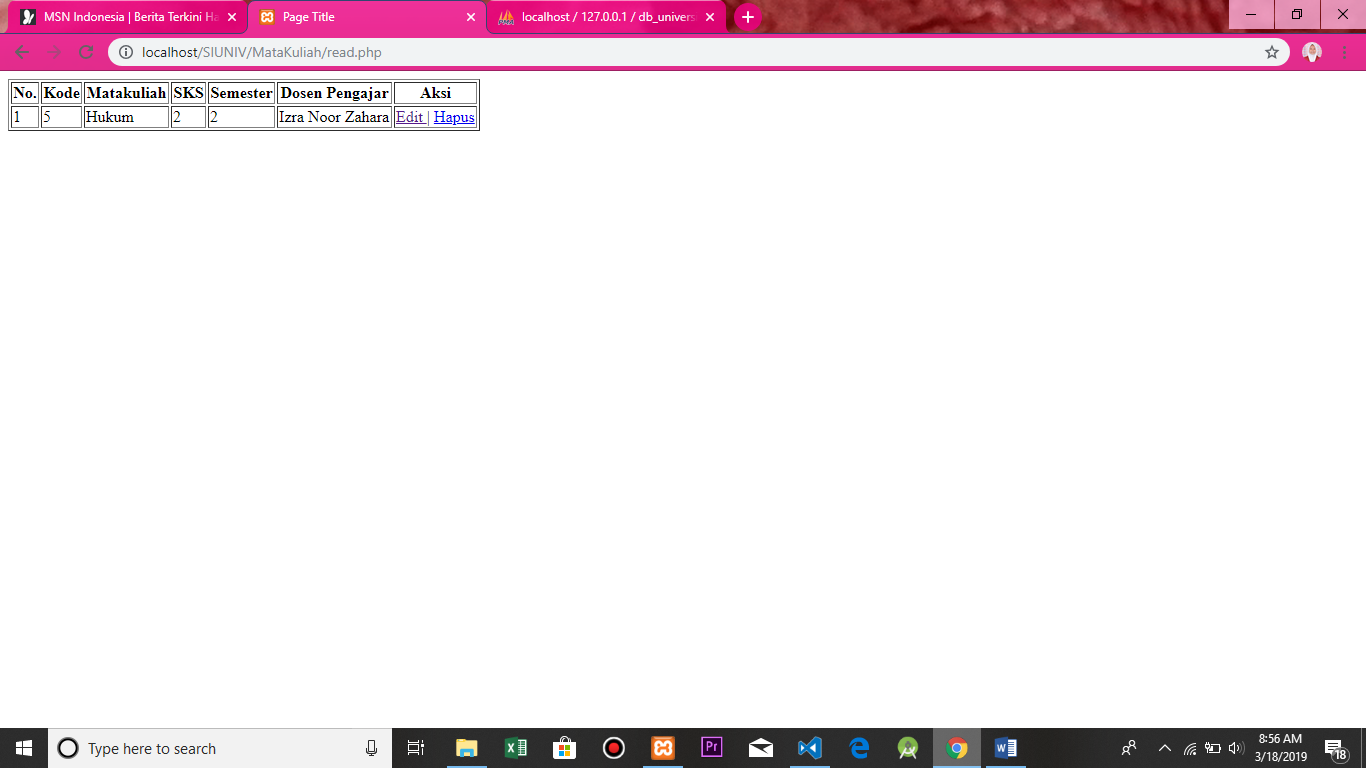 MSN Indonesia | Berita Terkini Ha
Page Title
localhost / 127.0.0.1 / db_univers
localhost/SIUNIV/MataKuliah/read.php
No. Kode Matakuliah SKS Semester Dosen Pengajar Aksi
1 5 Hukum 2 2 Izra Noor Zahara Edit | Hapus
Type here to search
Pr
8:56 AM
3/18/2019
18